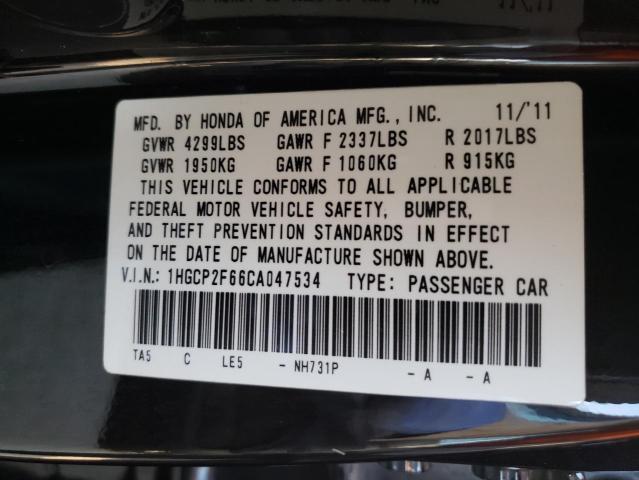 MFD. BY HONDA OF AMERICA MFG., INC. 11/'11
GVWR 4299LBS GAWR F 2337LBS R 2017LBS
GVWR 1950KG GAWR F 1060KG R 915KG
THIS VEHICLE CONFORMS TO ALL APPLICABLE
FEDERAL MOTOR VEHICLE SAFETY, BUMPER,
AND THEFT PREVENTION STANDARDS IN EFFECT
ON THE DATE OF MANUFACTURE SHOWN ABOVE.
V.I.N.: 1HGCP2F66CA047534 TYPE: PASSENGER CAR
TA5 C LE5 - NH731P - A - A